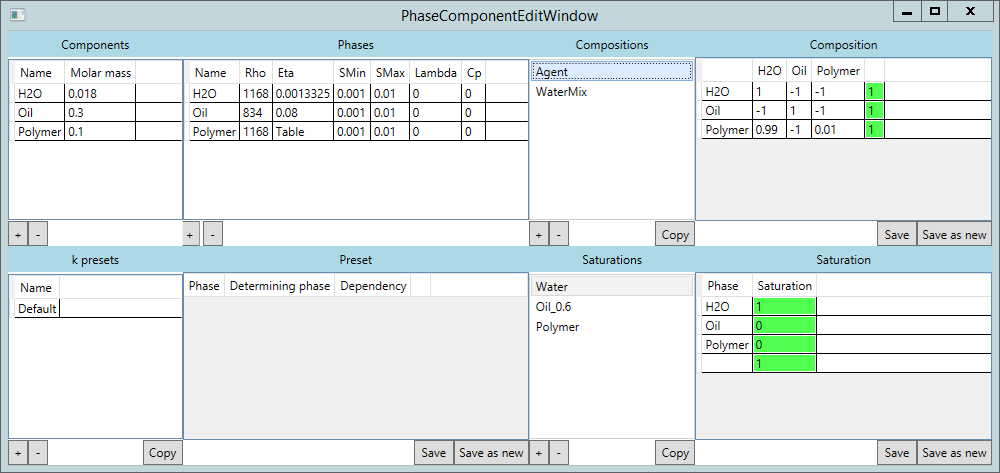 PhaseComponentEditWindow
Components Phases Compositions Composition
Name Molar mass
H2O 0.018
Oil 0.3
Polymer 0.1
+ -
Name Rho Eta SMin SMax Lambda Cp
H2O 1168 0.0013325 0.001 0.01 0 0
Oil 834 0.08 0.001 0.01 0 0
Polymer 1168 Table 0.001 0.01 0 0
+ -
Agent
WaterMix
+ - Copy
H2O Oil Polymer
H2O 1 -1 -1 1
Oil -1 1 -1 1
Polymer 0.99 -1 0.01 1
Save Save as new
k presets Preset Saturations Saturation
Name
Default
+ - Copy
Phase Determining phase Dependency
Save Save as new
Water
Oil_0.6
Polymer
+ - Copy
Phase Saturation
H2O 1
Oil 0
Polymer 0
1
Save Save as new